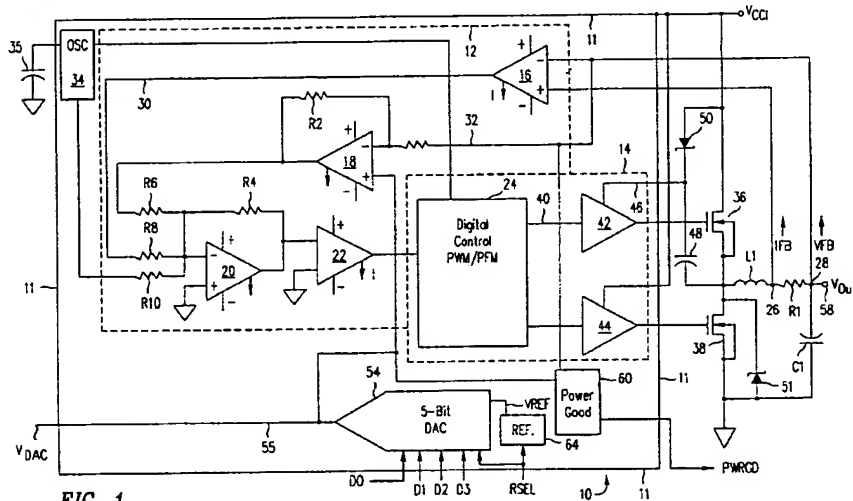 11
VCCI
12
11
35
OSC
34
30
16
R2
32
50
18
14
24
36
R6
R4
40
46
42
48
IFB
VFB
R8
Digital
Control
PWM/PFM
20
22
L1
28
R10
R1
26
58
11
44
38
C1
54
60
11
51
5-Bit
DAC
VREF
Power
Good
REF.
64
VDAC
55
D0
D1
D2
D3
RSEL
10
11
PWRGD
FIG. 1